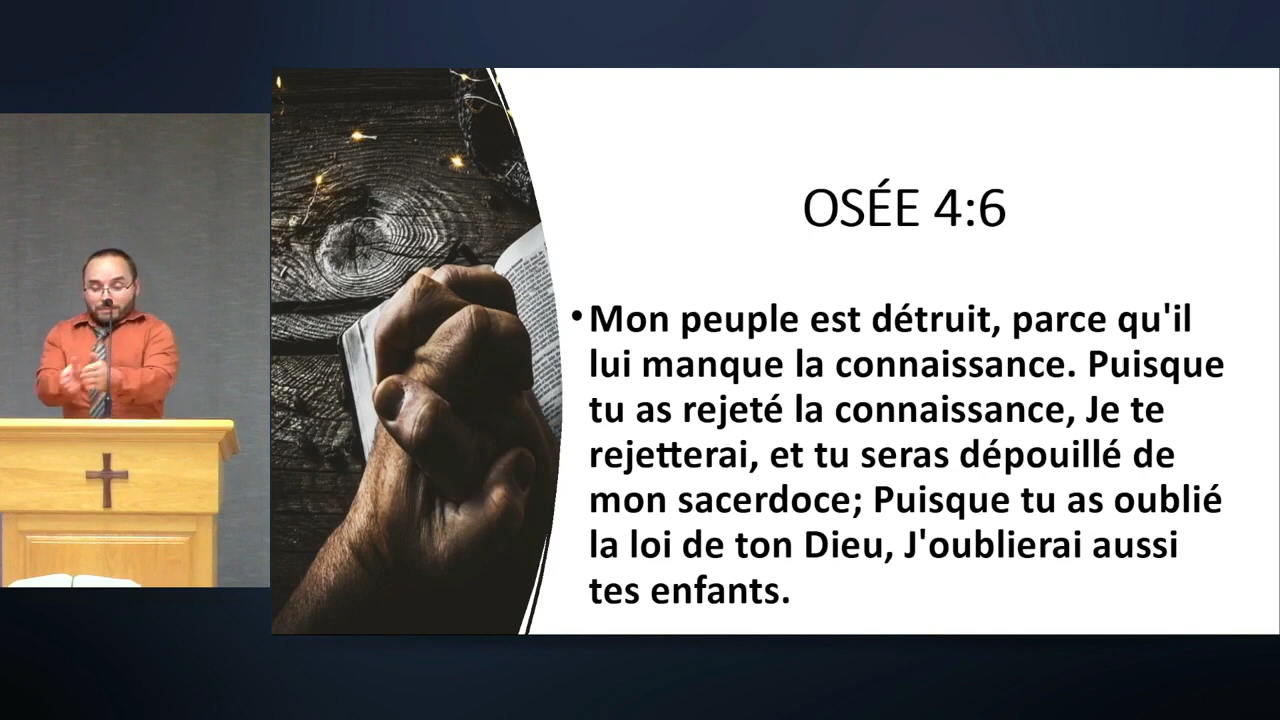 OSÉE 4:6
• Mon peuple est détruit, parce qu'il
lui manque la connaissance. Puisque
tu as rejeté la connaissance, Je te
rejetterai, et tu seras dépouillé de
mon sacerdoce; Puisque tu as oublié
la loi de ton Dieu, J'oublierai aussi
tes enfants.